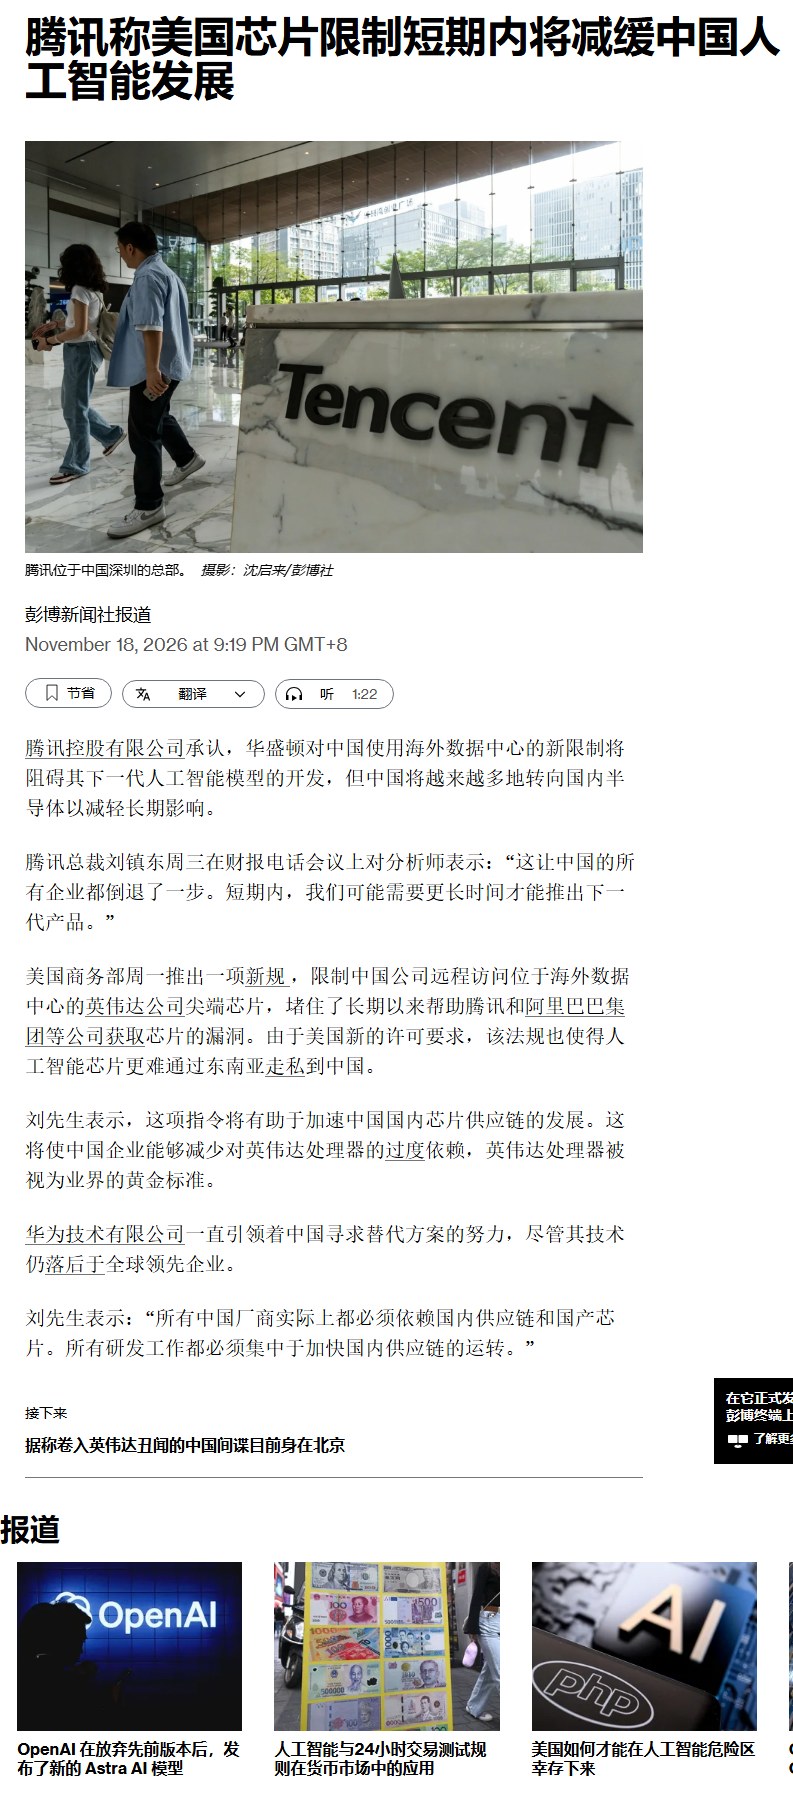 腾讯称美国芯片限制短期内将减缓中国人
工智能发展
Tencent
腾讯位于中国深圳的总部。 摄影：沈启来/彭博社
彭博新闻社报道
November 18, 2026 at 9:19 PM GMT+8
节省 翻译 听 1:22
腾讯控股有限公司承认，华盛顿对中国使用海外数据中心的新限制将
阻碍其下一代人工智能模型的开发，但中国将越来越多地转向国内半
导体以减轻长期影响。
腾讯总裁刘镇东周三在财报电话会议上对分析师表示：“这让中国的所
有企业都倒退了一步。短期内，我们可能需要更长时间才能推出下一
代产品。”
美国商务部周一推出一项新规 ，限制中国公司远程访问位于海外数据
中心的英伟达公司尖端芯片，堵住了长期以来帮助腾讯和阿里巴巴集
团等公司获取芯片的漏洞。由于美国新的许可要求，该法规也使得人
工智能芯片更难通过东南亚走私到中国。
刘先生表示，这项指令将有助于加速中国国内芯片供应链的发展。这
将使中国企业能够减少对英伟达处理器的过度依赖，英伟达处理器被
视为业界的黄金标准。
华为技术有限公司一直引领着中国寻求替代方案的努力，尽管其技术
仍落后于全球领先企业。
刘先生表示：“所有中国厂商实际上都必须依赖国内供应链和国产芯
片。所有研发工作都必须集中于加快国内供应链的运转。”
接下来
据称卷入英伟达丑闻的中国间谍目前身在北京
在它正式发
彭博终端上
了解更多
报道
OpenAI
AI
php
OpenAI 在放弃先前版本后，发
布了新的 Astra AI 模型
人工智能与24小时交易测试规
则在货币市场中的应用
美国如何才能在人工智能危险区
幸存下来